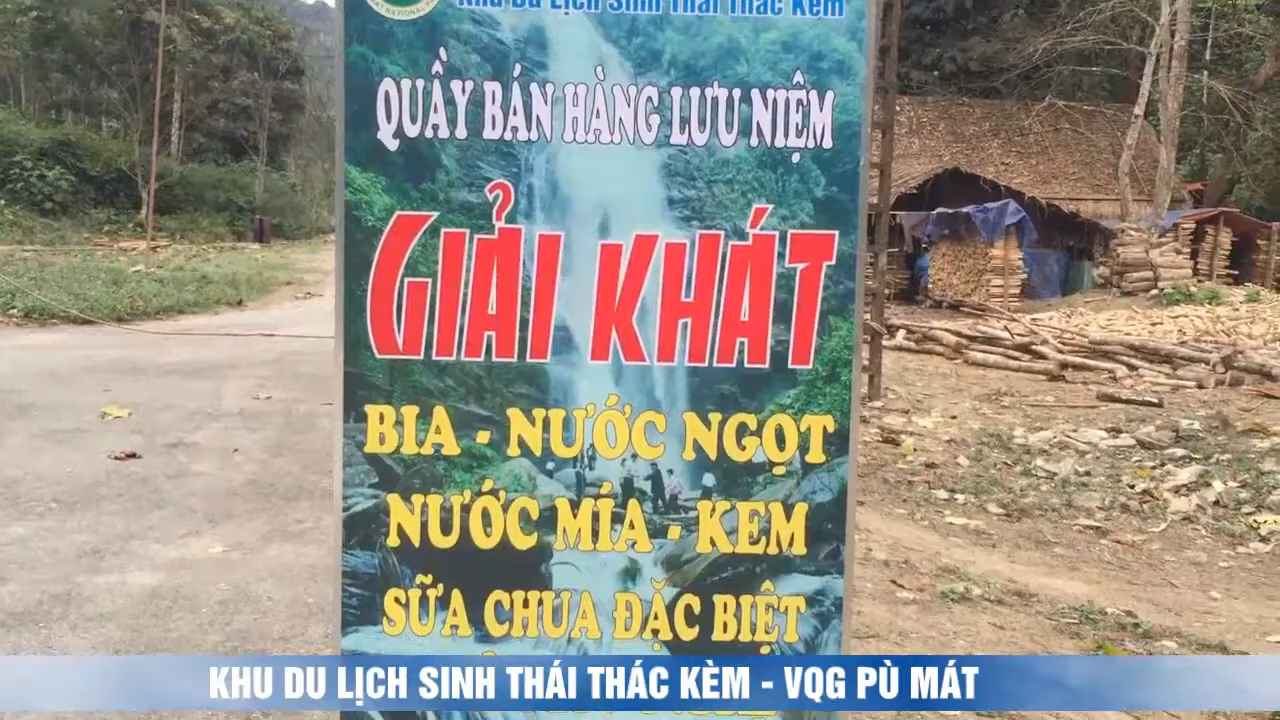 Khu Du Lịch Sinh Thái Thác Kèm
QUẦY BÁN HÀNG LƯU NIỆM
GIẢI KHÁT
BIA - NƯỚC NGỌT
NƯỚC MÍA - KEM
SỮA CHUA ĐẶC BIỆT
KHU DU LỊCH SINH THÁI THÁC KÈM - VQG PÙ MÁT